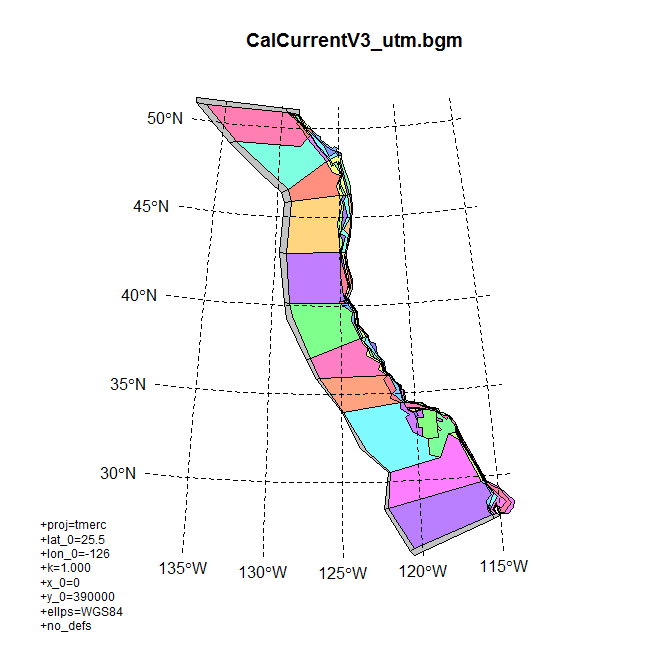 CalCurrentV3_utm.bgm
50°N
45°N
40°N
35°N
30°N
+proj=tmerc
+lat_0=25.5
+lon_0=-126
+k=1.000
+x_0=0
+y_0=390000
+ellps=WGS84
+no_defs
135°W 130°W 125°W 120°W 115°W